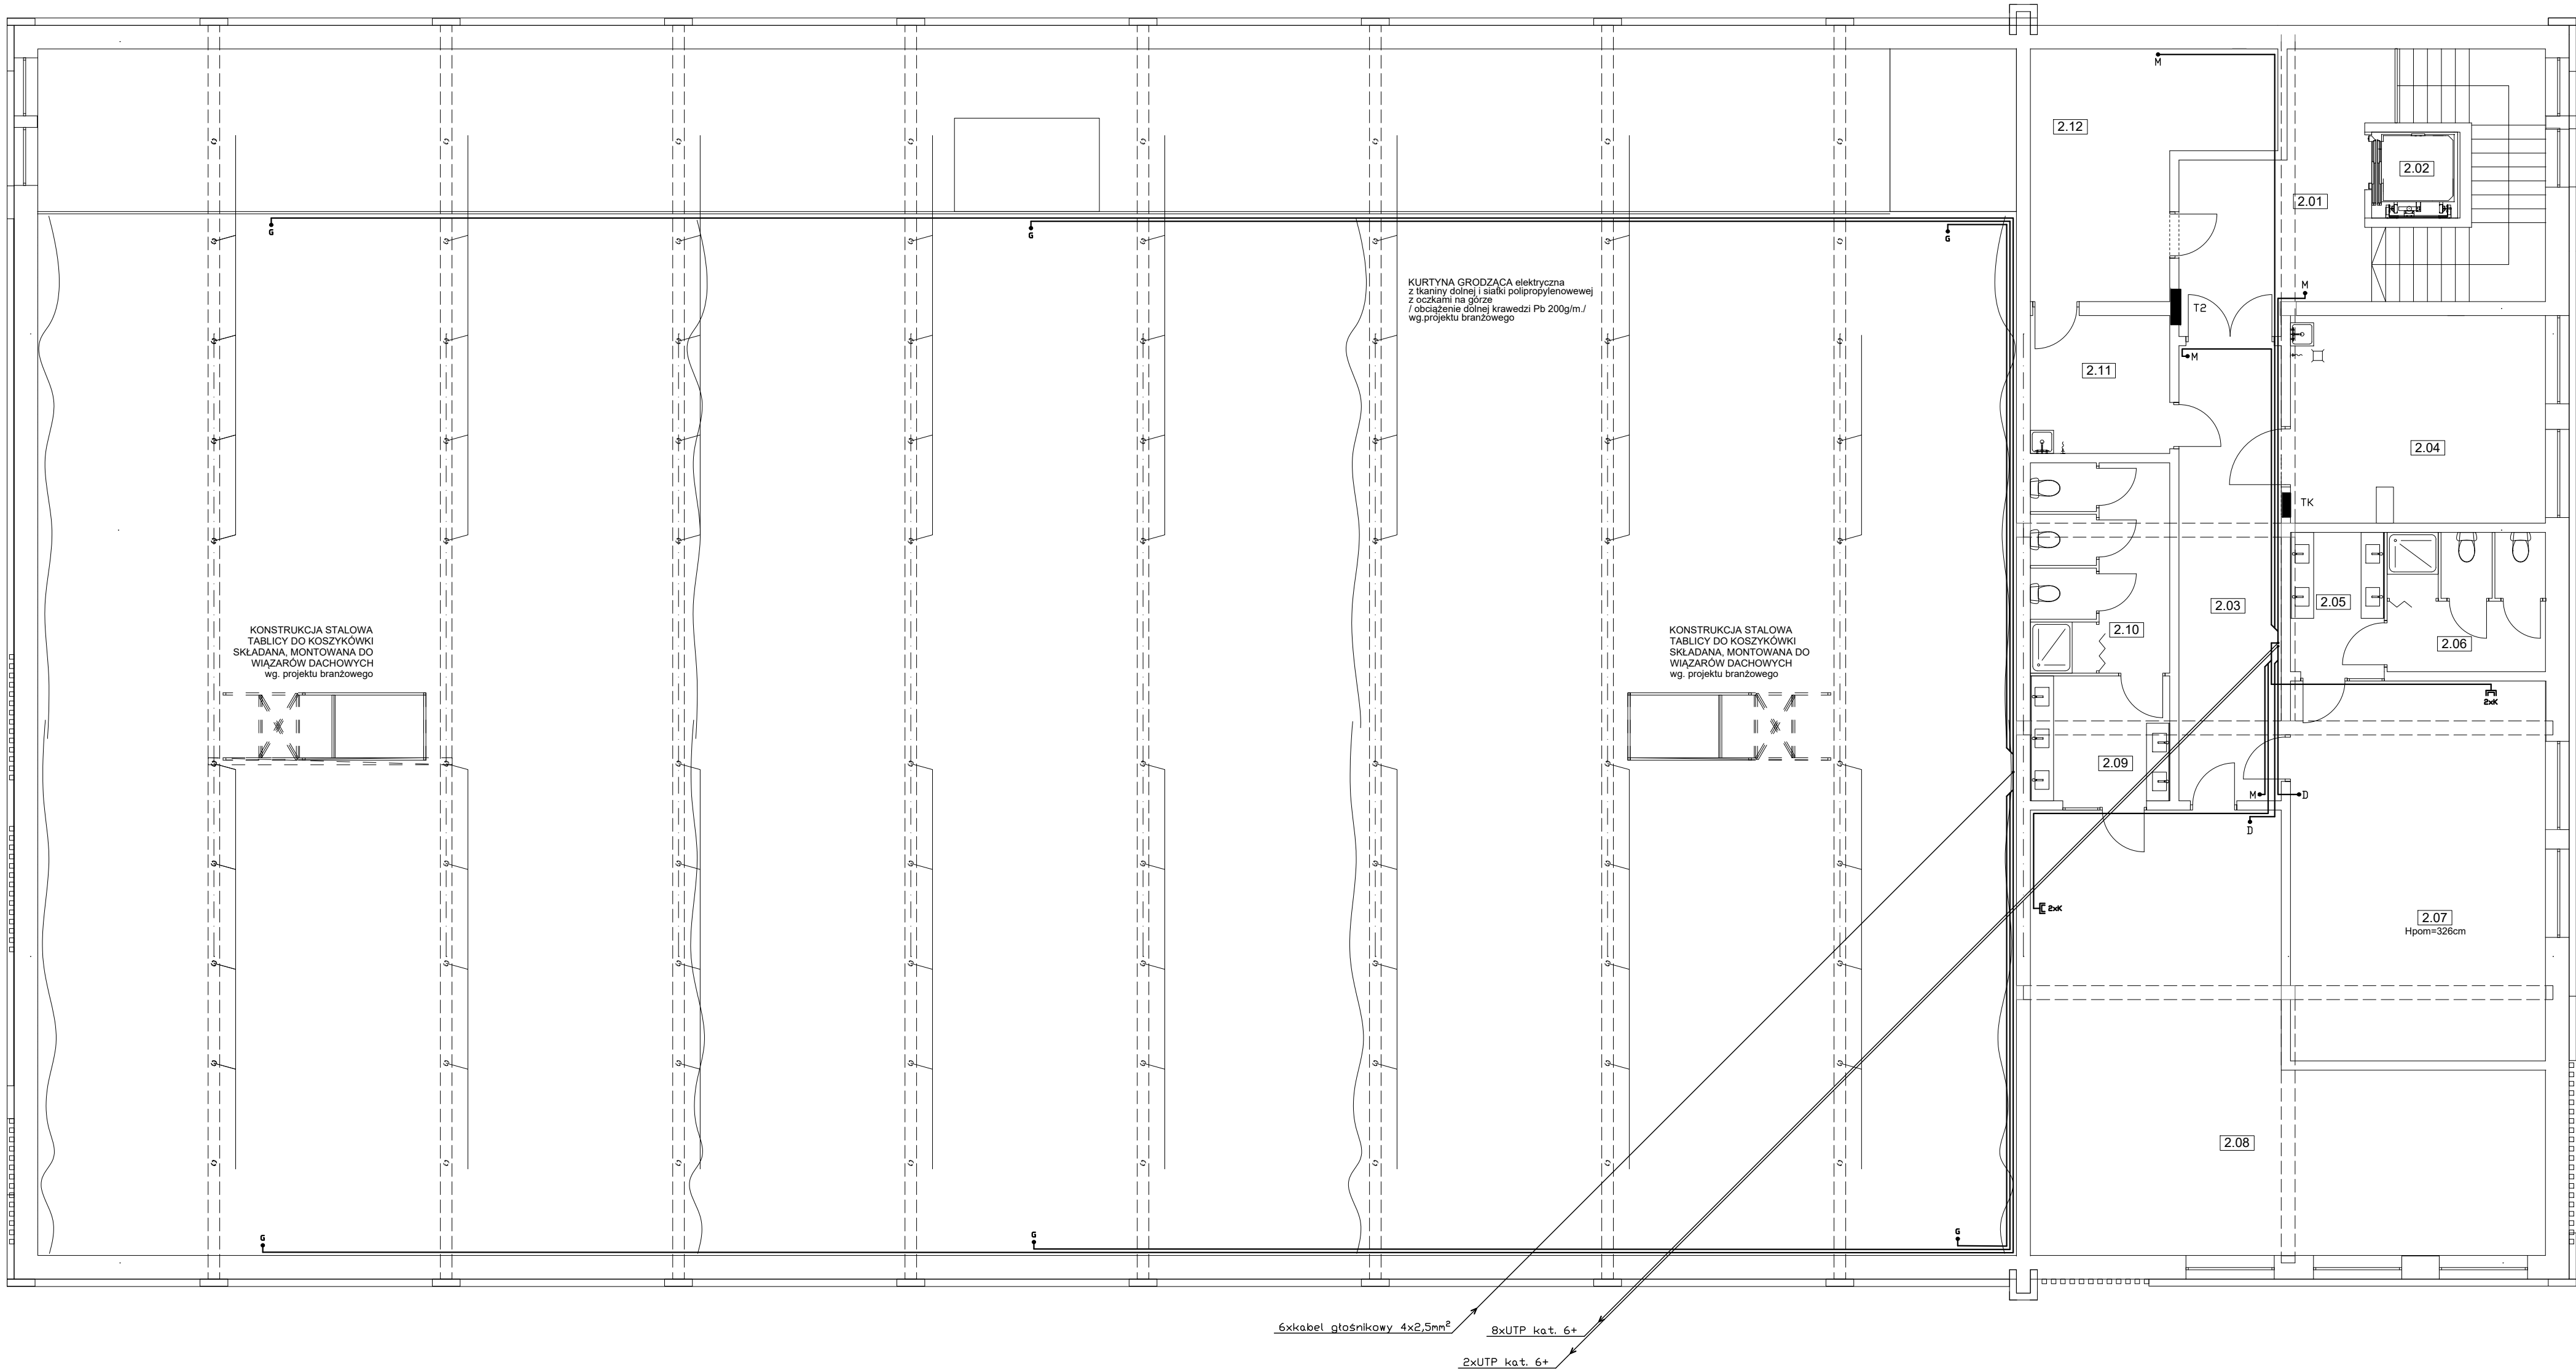 M
2.12
2.02
2.01
G
G
G
KURTYNA GRODZĄCA elektryczna
z tkaniny dolnej i siatki polipropylenowewej
z oczkami na górze
/ obciążenie dolnej krawedzi Pb 200g/m./
wg.projektu branżowego
M
T2
M
2.11
2.04
TK
2.03
2.05
2.10
2.06
KONSTRUKCJA STALOWA
TABLICY DO KOSZYKÓWKI
SKŁADANA, MONTOWANA DO
WIĄZARÓW DACHOWYCH
wg. projektu branżowego
KONSTRUKCJA STALOWA
TABLICY DO KOSZYKÓWKI
SKŁADANA, MONTOWANA DO
WIĄZARÓW DACHOWYCH
wg. projektu branżowego
2xK
2.09
M
D
D
2xK
2.07
Hpom=326cm
2.08
G
G
G
6xkabel głośnikowy 4x2,5mm²
8xUTP kat. 6+
2xUTP kat. 6+